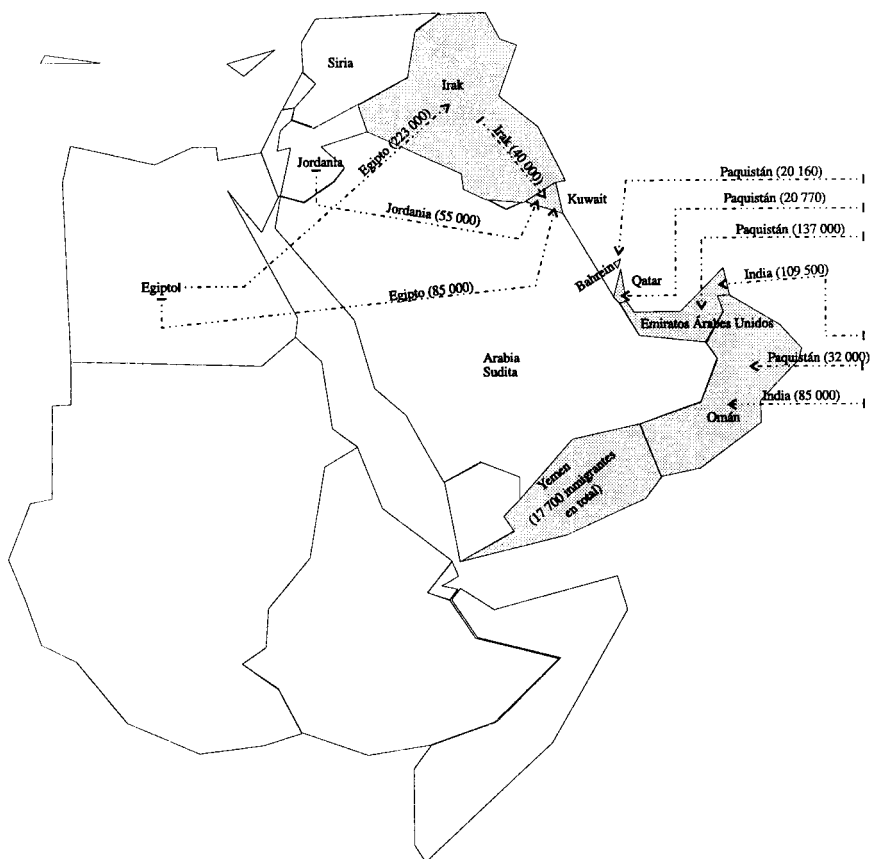 Siria
Irak
Egipto (223 000)
Irak (40 000)
Jordania
Kuwait
Jordania (55 000)
Paquistán (20 160)
Paquistán (20 770)
Paquistán (137 000)
Bahrein
Qatar
India (109 500)
Egipto
Egipto (85 000)
Emiratos Árabes Unidos
Arabia
Sudita
Paquistán (32 000)
India (85 000)
Omán
Yemen
(17 700 inmigrantes
en total)